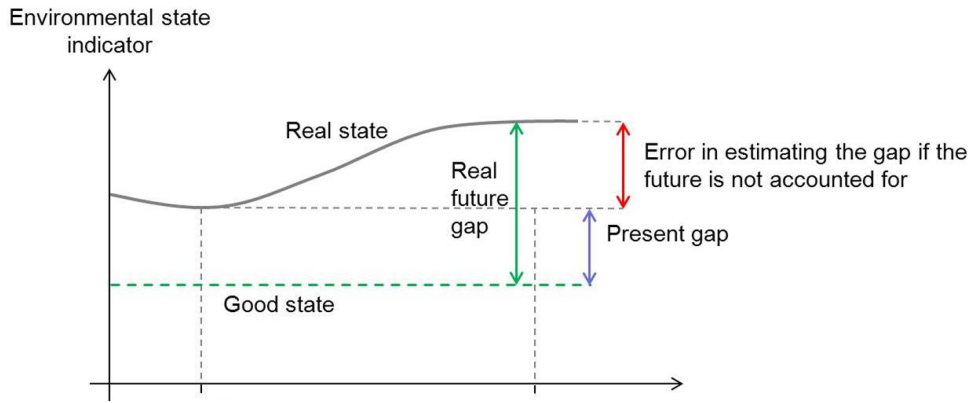 Environmental state
indicator
Real state
Real
future
gap
Error in estimating the gap if the
future is not accounted for
Present gap
Good state